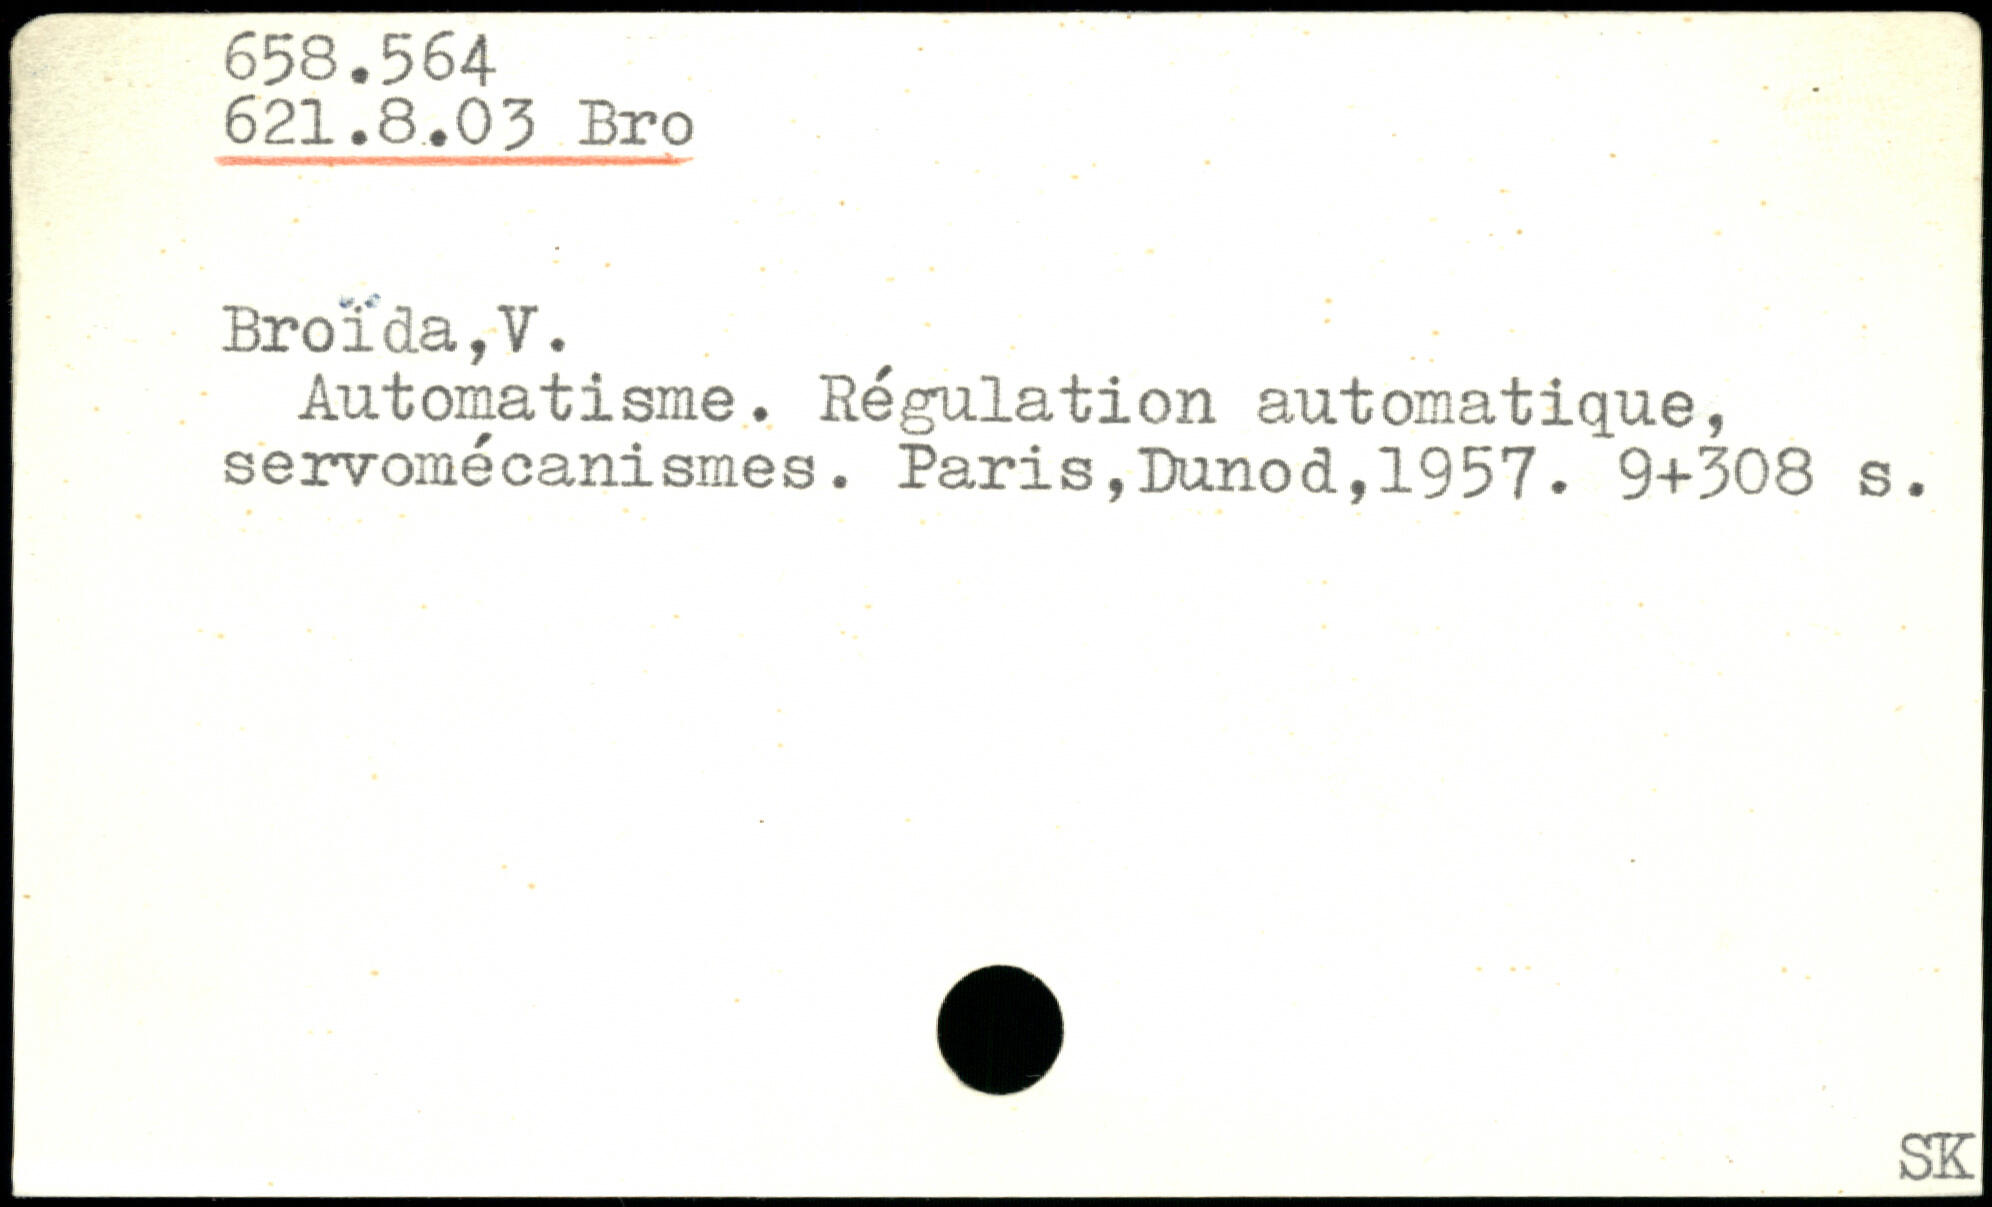 658.564
621.8.03 Bro
Broïda,V.
Automatisme. Régulation automatique,
servomécanismes. Paris,Dunod,1957. 9+308 s.
SK